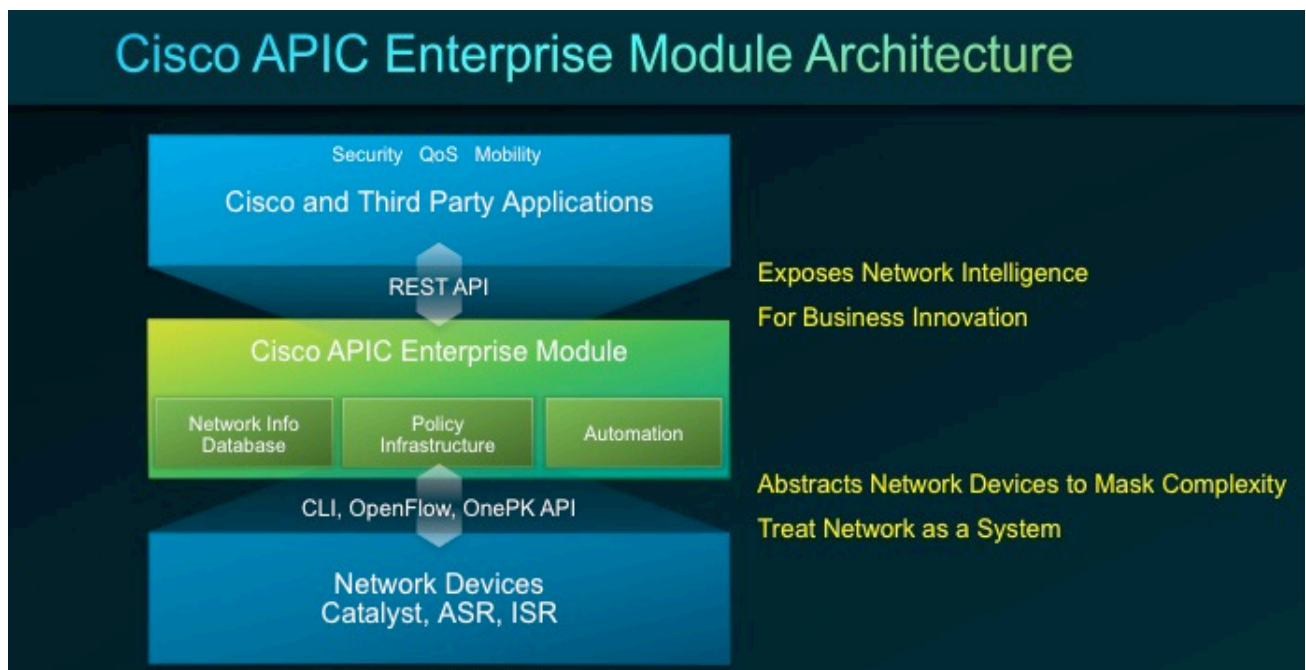 Cisco APIC Enterprise Module Architecture
Security QoS Mobility
Cisco and Third Party Applications
REST API
Exposes Network Intelligence
For Business Innovation
Cisco APIC Enterprise Module
Network Info
Database
Policy
Infrastructure
Automation
CLI, OpenFlow, OnePK API
Abstracts Network Devices to Mask Complexity
Treat Network as a System
Network Devices
Catalyst, ASR, ISR